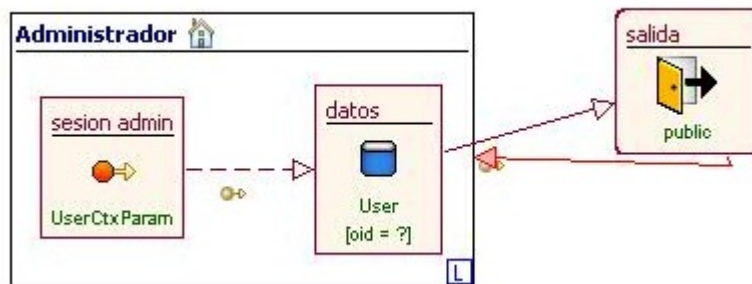 Administrador
sesion admin
UserCtxParam
datos
User
[oid = ?]
L
salida
public